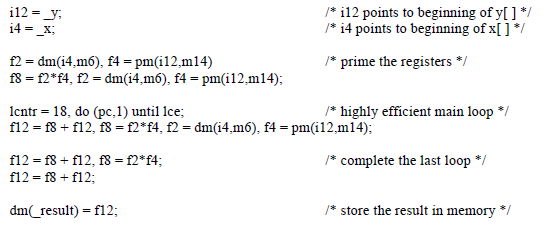 i12 = _y; /* i12 points to beginning of y[ ] */
i4 = _x; /* i4 points to beginning of x[ ] */
f2 = dm(i4,m6), f4 = pm(i12,m14) /* prime the registers */
f8 = f2*f4, f2 = dm(i4,m6), f4 = pm(i12,m14);
lcntr = 18, do (pc,1) until lce; /* highly efficient main loop */
f12 = f8 + f12, f8 = f2*f4, f2 = dm(i4,m6), f4 = pm(i12,m14);
f12 = f8 + f12, f8 = f2*f4; /* complete the last loop */
f12 = f8 + f12;
dm(_result) = f12; /* store the result in memory */